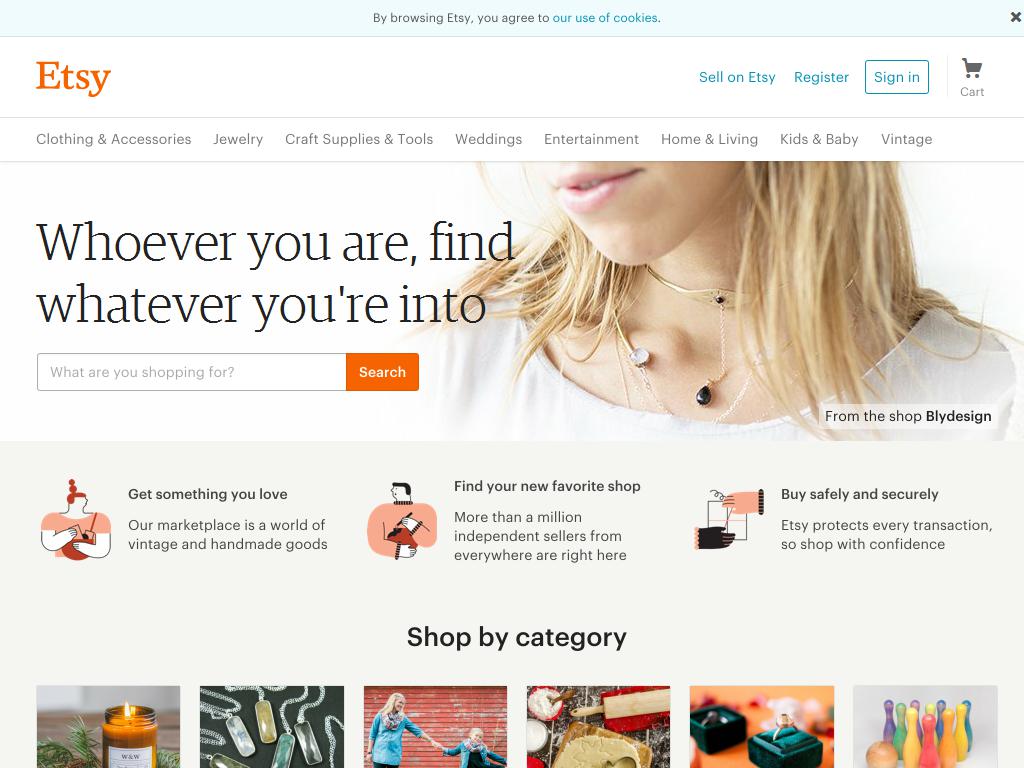 By browsing Etsy, you agree to our use of cookies.
Etsy
Sell on Etsy
Register
Sign in
Cart
Clothing & Accessories
Jewelry
Craft Supplies & Tools
Weddings
Entertainment
Home & Living
Kids & Baby
Vintage
Whoever you are, find
whatever you're into
What are you shopping for?
Search
From the shop Blydesign
Get something you love
Our marketplace is a world of
vintage and handmade goods
Find your new favorite shop
More than a million
independent sellers from
everywhere are right here
Buy safely and securely
Etsy protects every transaction,
so shop with confidence
Shop by category
W&W